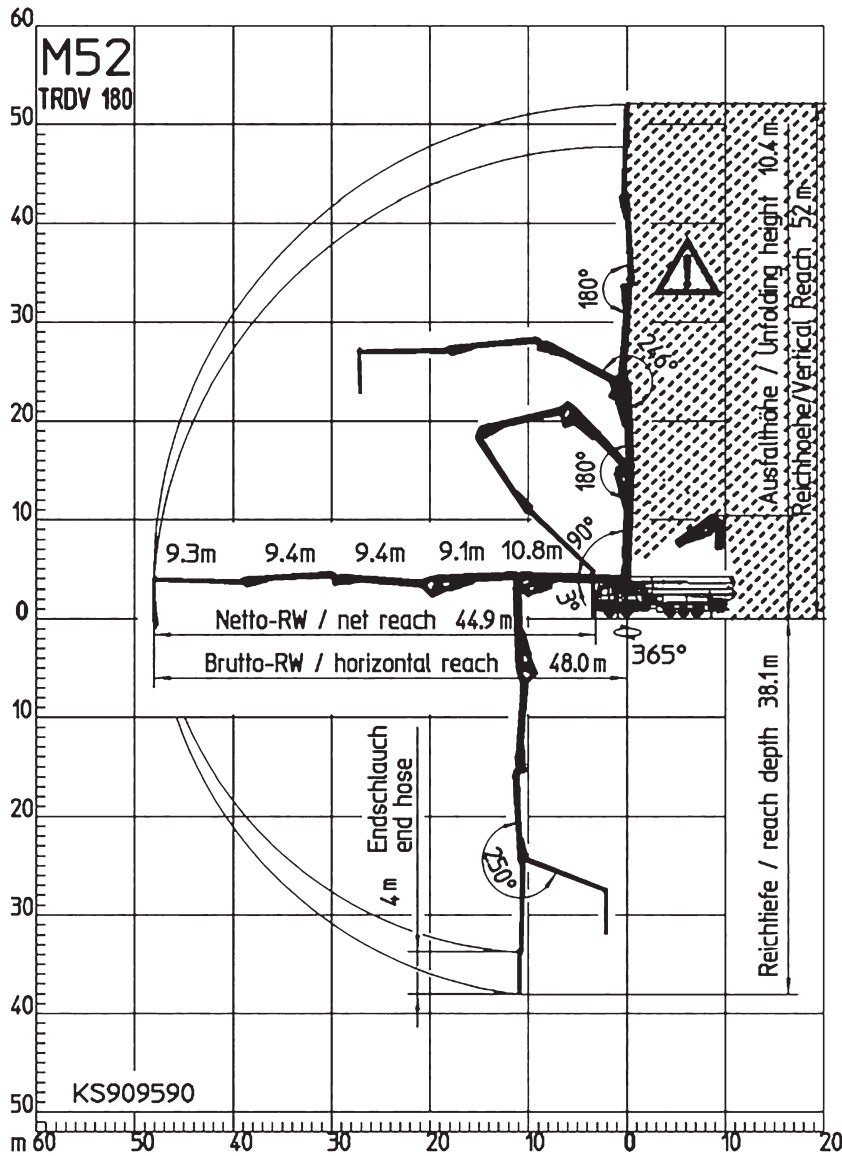 60
M52
TRDV 180
50
40
30
20
10
0
10
20
30
40
50
180°
246°
180°
90°
3°
Ausfalthöhe / Unfolding height 10.4 m
Reichhoehe/Vertical Reach 52 m
9.3m 9.4m 9.4m 9.1m 10.8m
Netto-RW / net reach 44.9 m
Brutto-RW / horizontal reach 48.0 m
365°
Endschlauch
end hose
4 m
250°
Reichtiefe / reach depth 38.1m
KS909590
m 60 50 40 30 20 10 0 10 20